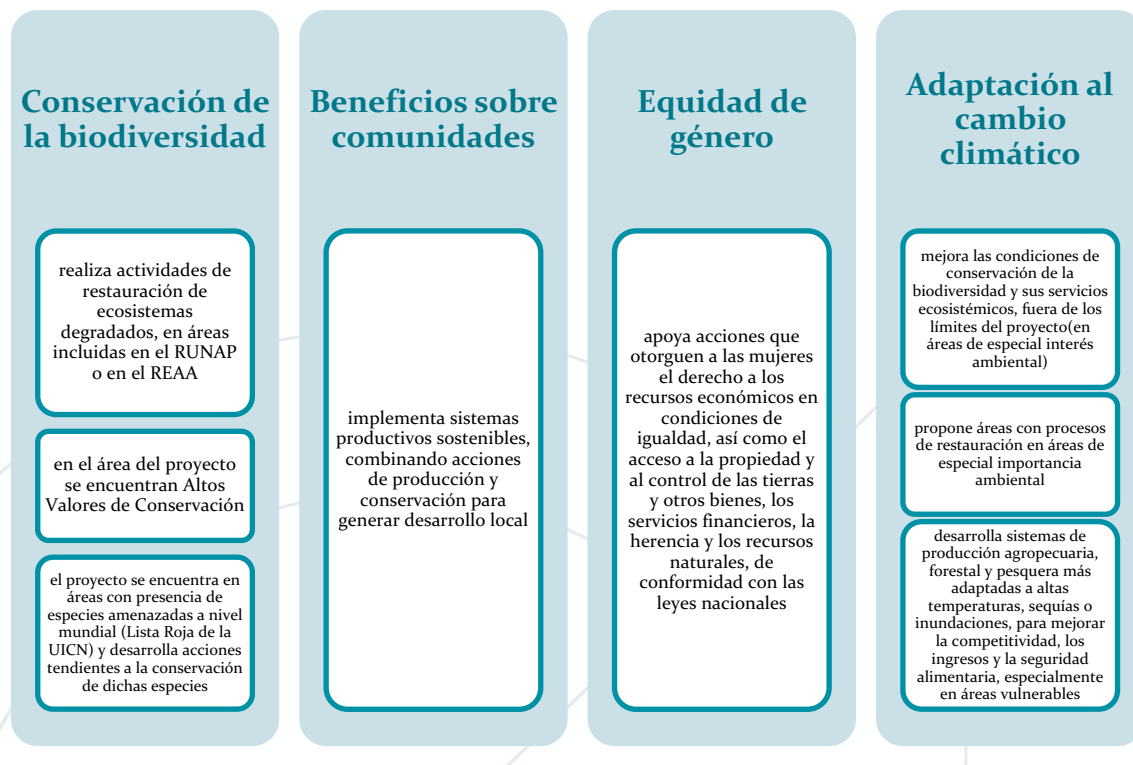 Conservación de
la biodiversidad
realiza actividades de
restauración de
ecosistemas
degradados, en áreas
incluidas en el RUNAP
o en el REAA
en el área del proyecto
se encuentran Altos
Valores de Conservación
el proyecto se encuentra en
áreas con presencia de
especies amenazadas a nivel
mundial (Lista Roja de la
UICN) y desarrolla acciones
tendientes a la conservación
de dichas especies
Beneficios sobre
comunidades
implementa sistemas
productivos sostenibles,
combinando acciones
de producción y
conservación para
generar desarrollo local
Equidad de
género
apoya acciones que
otorguen a las mujeres
el derecho a los
recursos económicos en
condiciones de
igualdad, así como el
acceso a la propiedad y
al control de las tierras
y otros bienes, los
servicios financieros, la
herencia y los recursos
naturales, de
conformidad con las
leyes nacionales
Adaptación al
cambio
climático
mejora las condiciones de
conservación de la
biodiversidad y sus servicios
ecosistémicos, fuera de los
límites del proyecto(en
áreas de especial interés
ambiental)
propone áreas con procesos
de restauración en áreas de
especial importancia
ambiental
desarrolla sistemas de
producción agropecuaria,
forestal y pesquera más
adaptadas a altas
temperaturas, sequías o
inundaciones, para mejorar
la competitividad, los
ingresos y la seguridad
alimentaria, especialmente
en áreas vulnerables